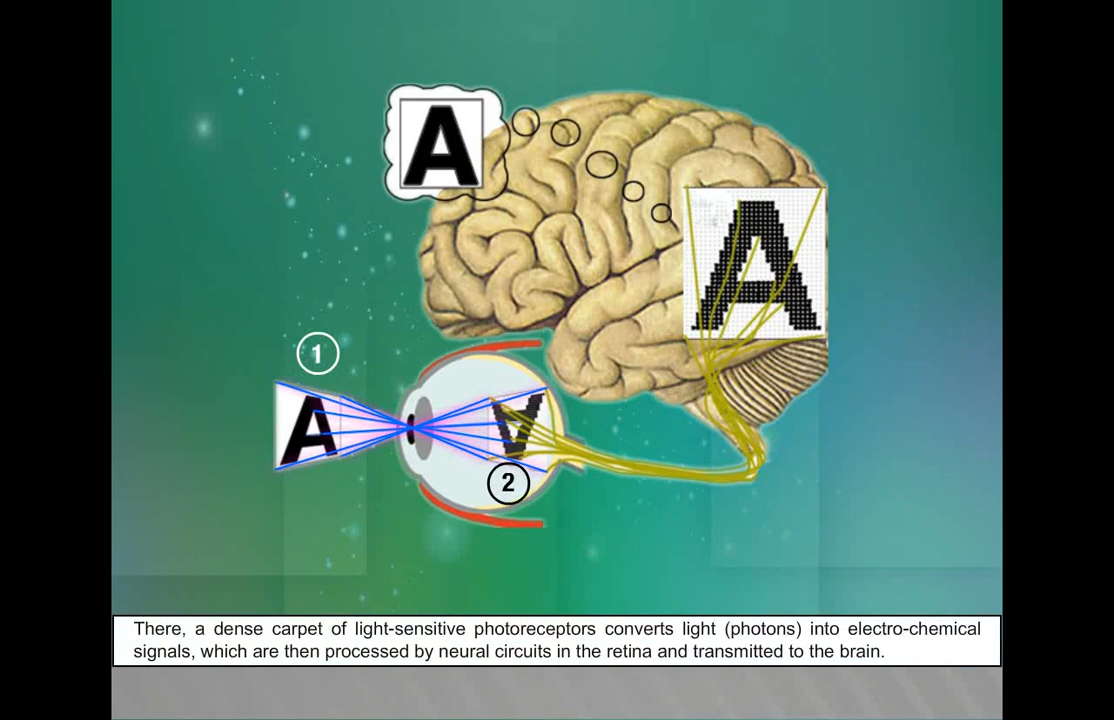 A
A
1
A
A
2
There, a dense carpet of light-sensitive photoreceptors converts light (photons) into electro-chemical
signals, which are then processed by neural circuits in the retina and transmitted to the brain.